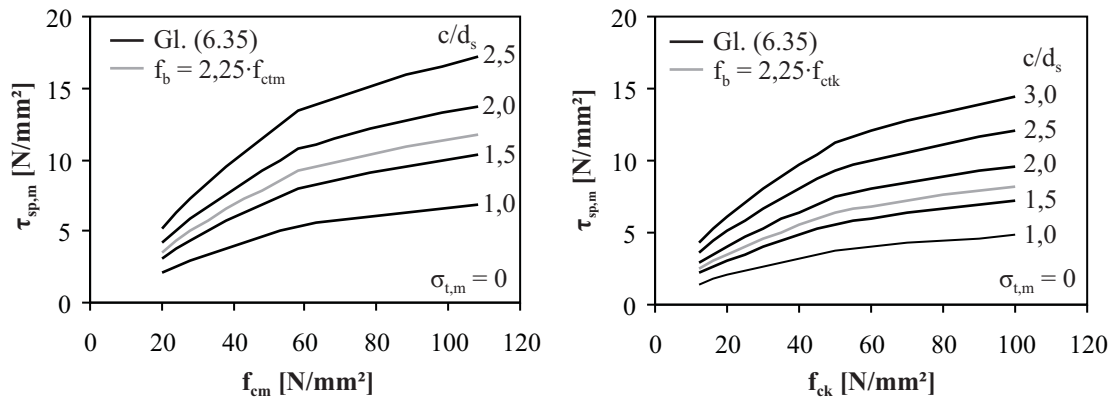 τsp,m [N/mm²]
20
15
10
5
0
Gl. (6.35)
fb = 2,25·fctm
c/ds
2,5
2,0
1,5
1,0
σt,m = 0
0 20 40 60 80 100 120
fcm [N/mm²]
τsp,m [N/mm²]
20
15
10
5
0
Gl. (6.35)
fb = 2,25·fctk
c/ds
3,0
2,5
2,0
1,5
1,0
σt,m = 0
0 20 40 60 80 100 120
fck [N/mm²]